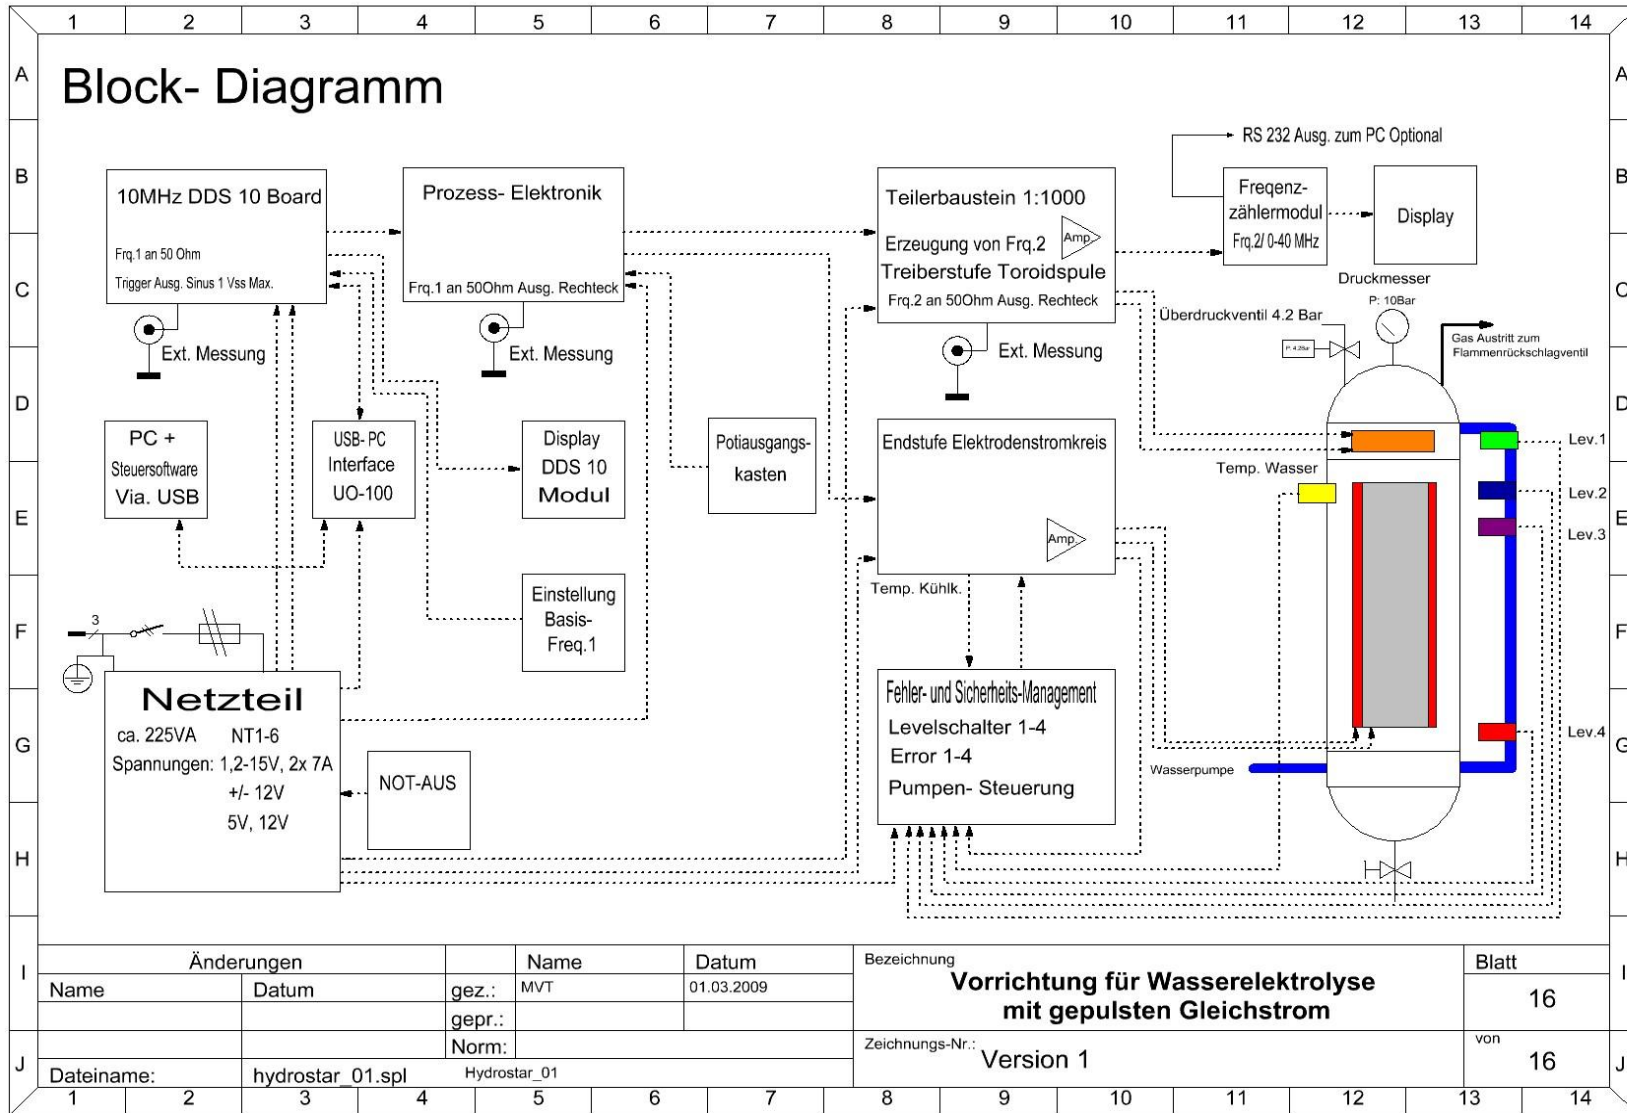 1 2 3 4 5 6 7 8 9 10 11 12 13 14
A A
B B
C C
D D
E E
F F
G G
H H
I I
J J
Block- Diagramm
10MHz DDS 10 Board
Frq.1 an 50 Ohm
Trigger Ausg. Sinus 1 Vss Max.
Ext. Messung
Prozess- Elektronik
Frq.1 an 50Ohm Ausg. Rechteck
Ext. Messung
Teilerbaustein 1:1000
Amp.
Erzeugung von Frq.2
Treiberstufe Toroidspule
Frq.2 an 50Ohm Ausg. Rechteck
Ext. Messung
RS 232 Ausg. zum PC Optional
Freqenz-
zählermodul
Frq.2/ 0-40 MHz
Display
Druckmesser
P: 10Bar
Überdruckventil 4.2 Bar
P: 4.2Bar
Gas Austritt zum
Flammenrückschlagventil
PC +
Steuersoftware
Via. USB
USB- PC
Interface
UO-100
Display
DDS 10
Modul
Potiausgangs-
kasten
Endstufe Elektrodenstromkreis
Amp.
Temp. Wasser
Lev.1
Lev.2
Lev.3
Lev.4
Einstellung
Basis-
Freq.1
Temp. Kühlk.
3
Netzteil
ca. 225VA NT1-6
Spannungen: 1,2-15V, 2x 7A
+/- 12V
5V, 12V
NOT-AUS
Fehler- und Sicherheits-Management
Levelschalter 1-4
Error 1-4
Pumpen- Steuerung
Wasserpumpe
Änderungen Name Datum
Name Datum gez.: MVT 01.03.2009
gepr.:
Norm:
Dateiname: hydrostar_01.spl Hydrostar_01
Bezeichnung
Vorrichtung für Wasserelektrolyse
mit gepulsten Gleichstrom
Zeichnungs-Nr.: Version 1
Blatt
16
von
16
1 2 3 4 5 6 7 8 9 10 11 12 13 14